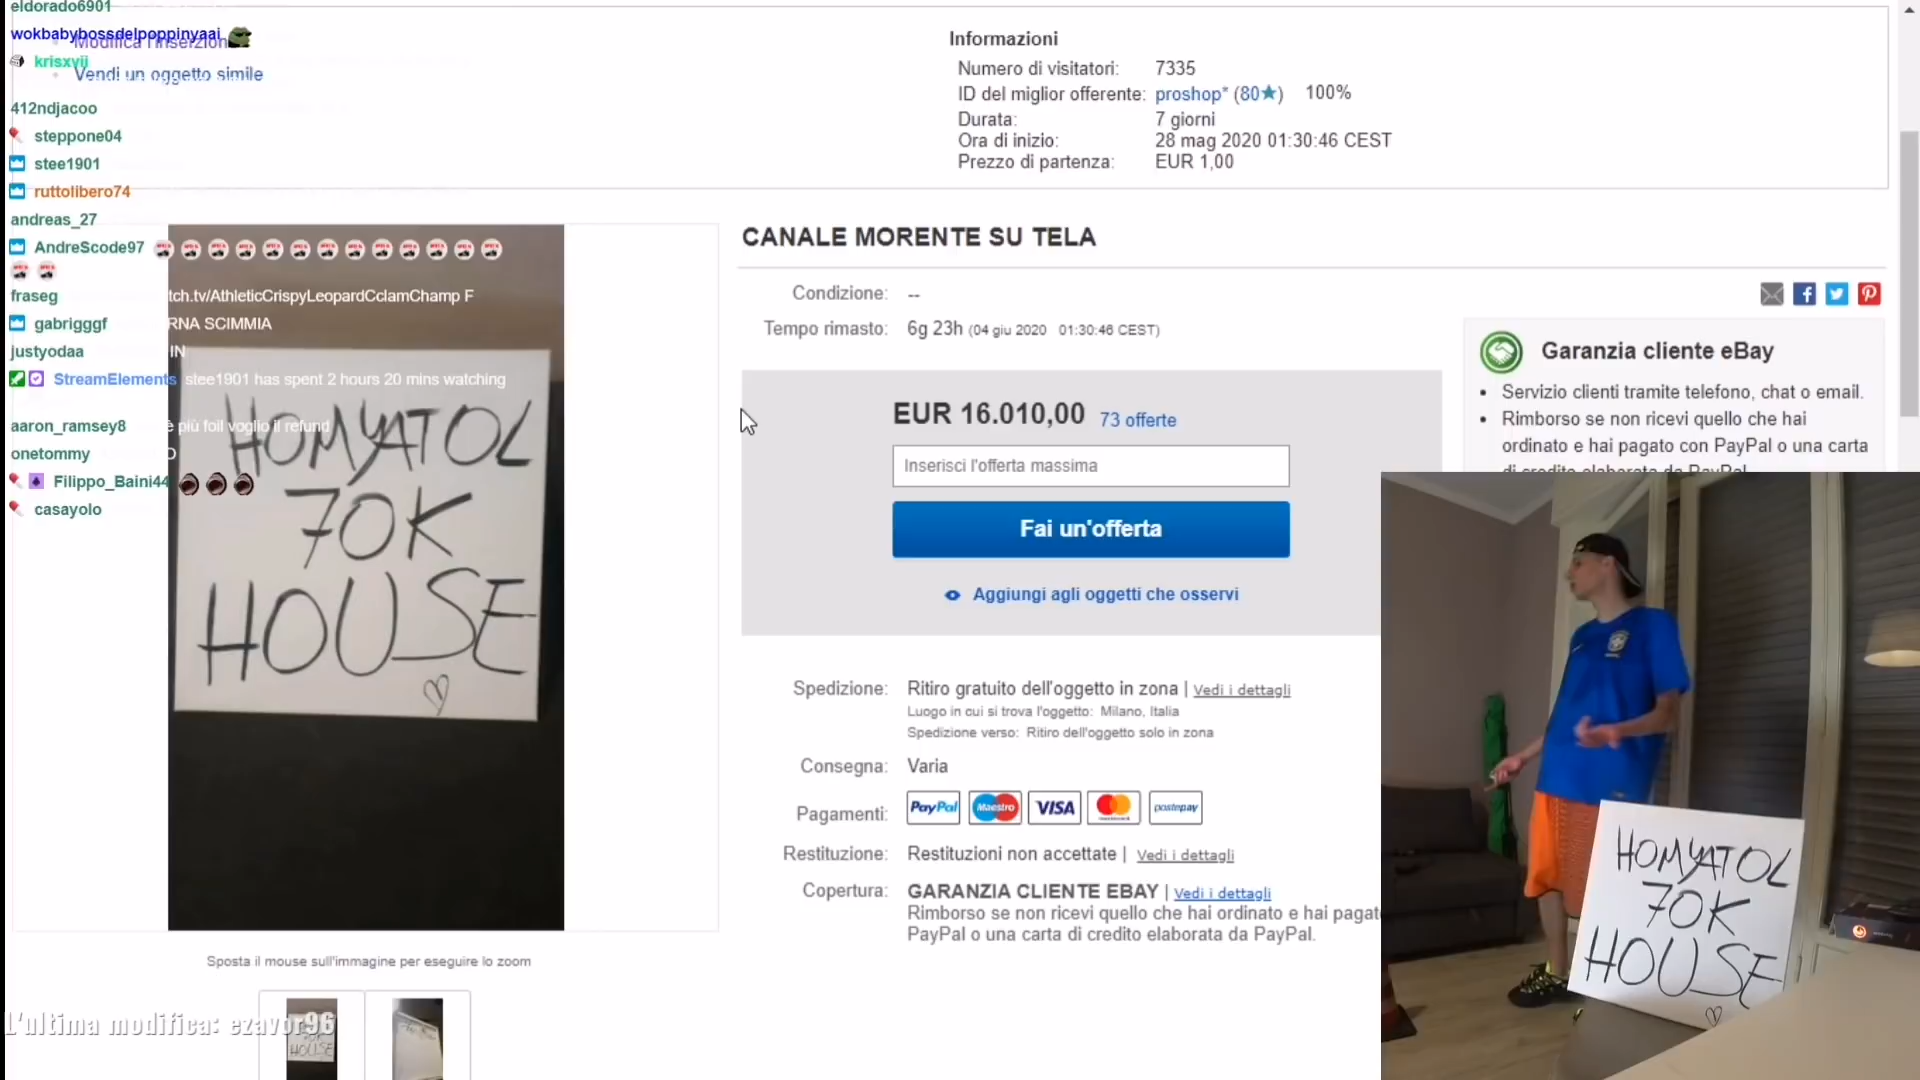 eldorado6901
wokbabybossdelpoppinyaai
Modifica l'inserzion
krisxvii
Vendi un oggetto simile
412ndjacoo
steppone04
stee1901
ruttolibero74
andreas_27
AndreScode97
fraseg
tch.tv/AthleticCrispyLeopardCclamChamp F
gabrigggf
RNA SCIMMIA
justyodaa
IN
StreamElements stee1901 has spent 2 hours 20 mins watching
aaron_ramsey8
è più foil voglio il refund
onetommy
D
Filippo_Baini44
casayolo
HOMYATOL
70K
HOUSE
Sposta il mouse sull'immagine per eseguire lo zoom
L'ultima modifica: ezavor96
HOUSE
Informazioni
Numero di visitatori: 7335
ID del miglior offerente: proshop* (80★) 100%
Durata: 7 giorni
Ora di inizio: 28 mag 2020 01:30:46 CEST
Prezzo di partenza: EUR 1,00
CANALE MORENTE SU TELA
Condizione: --
Tempo rimasto: 6g 23h (04 giu 2020 01:30:46 CEST)
EUR 16.010,00 73 offerte
Inserisci l'offerta massima
Fai un'offerta
Aggiungi agli oggetti che osservi
Spedizione: Ritiro gratuito dell'oggetto in zona | Vedi i dettagli
Luogo in cui si trova l'oggetto: Milano, Italia
Spedizione verso: Ritiro dell'oggetto solo in zona
Consegna: Varia
Pagamenti: PayPal Maestro VISA mastercard postepay
Restituzione: Restituzioni non accettate | Vedi i dettagli
Copertura: GARANZIA CLIENTE EBAY | Vedi i dettagli
Rimborso se non ricevi quello che hai ordinato e hai pagat
PayPal o una carta di credito elaborata da PayPal.
Garanzia cliente eBay
• Servizio clienti tramite telefono, chat o email.
• Rimborso se non ricevi quello che hai
ordinato e hai pagato con PayPal o una carta
di credito elaborata da PayPal
HOMYATOL
70K
HOUSE